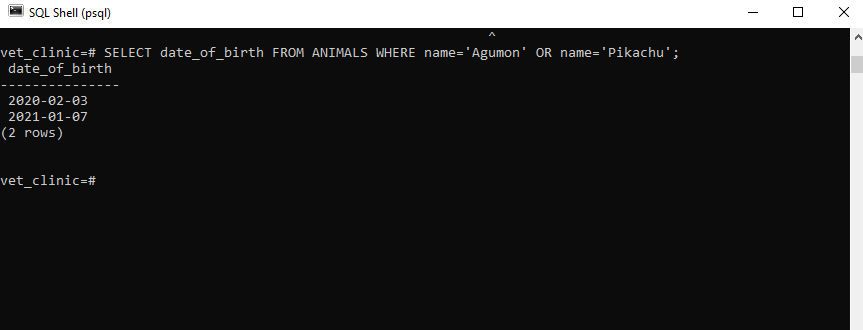 SQL Shell (psql)
^
vet_clinic=# SELECT date_of_birth FROM ANIMALS WHERE name='Agumon' OR name='Pikachu';
date_of_birth
---------------
2020-02-03
2021-01-07
(2 rows)
vet_clinic=#